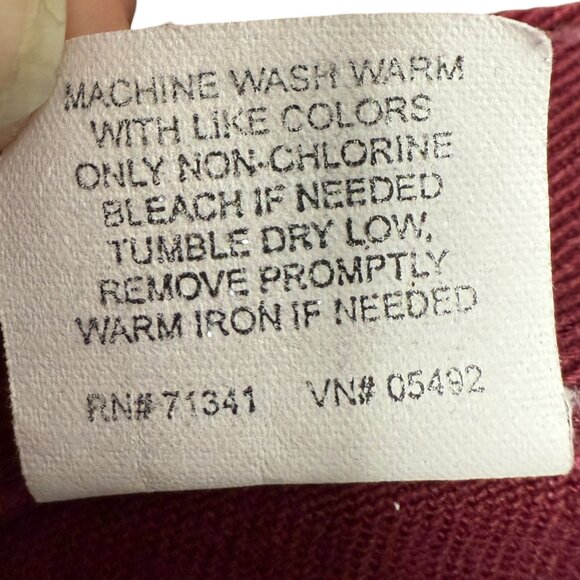 MACHINE WASH WARM
WITH LIKE COLORS
ONLY NON-CHLORINE
BLEACH IF NEEDED
TUMBLE DRY LOW,
REMOVE PROMPTLY
WARM IRON IF NEEDED
RN# 71341 VN# 05492